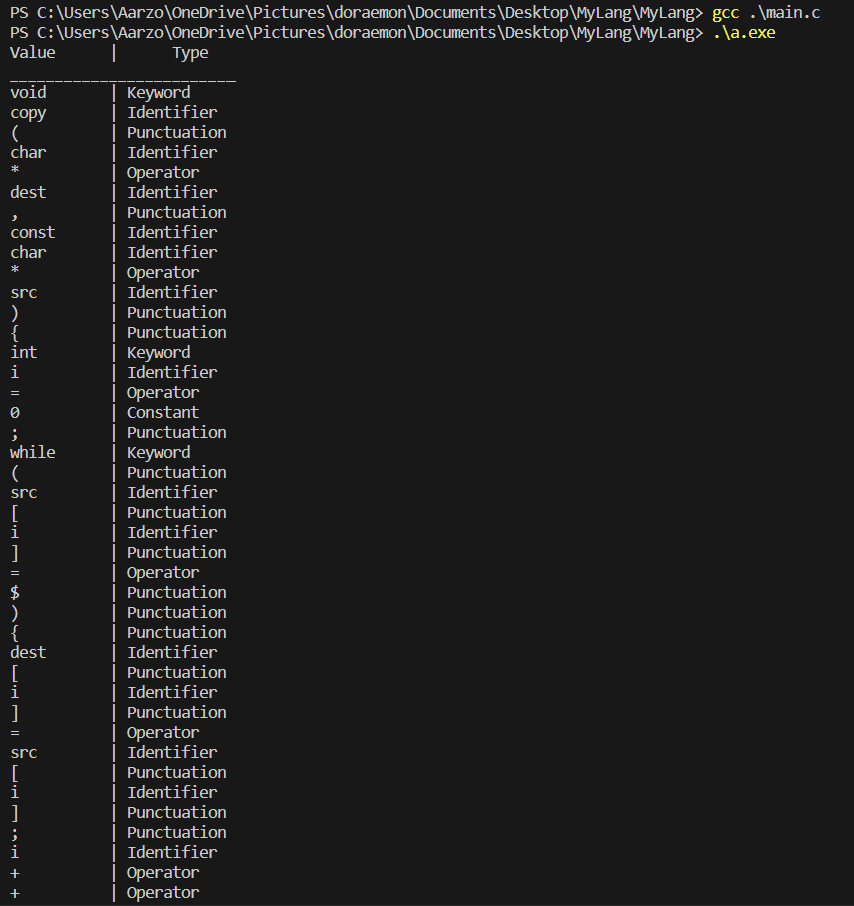 PS C:\Users\Aarzo\OneDrive\Pictures\doraemon\Documents\Desktop\MyLang\MyLang> gcc .\main.c
PS C:\Users\Aarzo\OneDrive\Pictures\doraemon\Documents\Desktop\MyLang\MyLang> .\a.exe
Value      |      Type
_________________________
void       | Keyword
copy       | Identifier
(          | Punctuation
char       | Identifier
*          | Operator
dest       | Identifier
,          | Punctuation
const      | Identifier
char       | Identifier
*          | Operator
src        | Identifier
)          | Punctuation
{          | Punctuation
int        | Keyword
i          | Identifier
=          | Operator
0          | Constant
;          | Punctuation
while      | Keyword
(          | Punctuation
src        | Identifier
[          | Punctuation
i          | Identifier
]          | Punctuation
=          | Operator
$          | Punctuation
)          | Punctuation
{          | Punctuation
dest       | Identifier
[          | Punctuation
i          | Identifier
]          | Punctuation
=          | Operator
src        | Identifier
[          | Punctuation
i          | Identifier
]          | Punctuation
;          | Punctuation
i          | Identifier
+          | Operator
+          | Operator